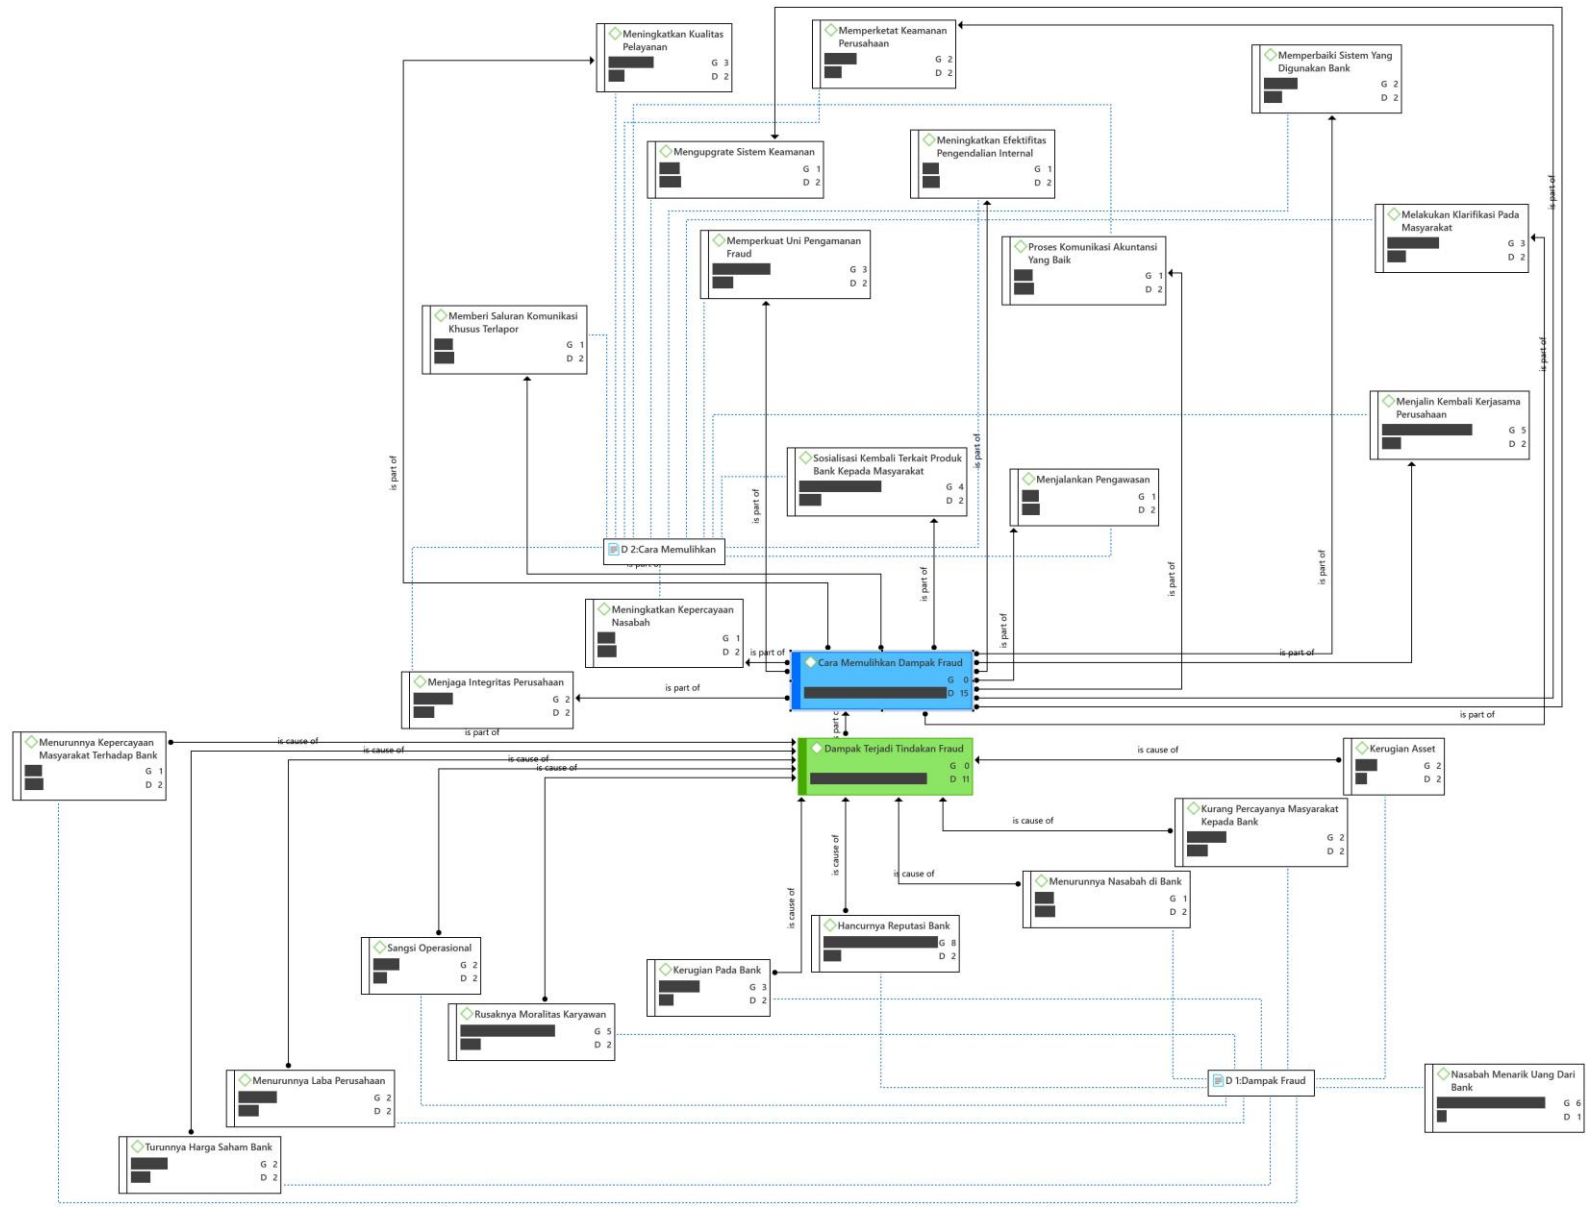 Meningkatkan Kualitas
Pelayanan
G 3
D 2
Memperketat Keamanan
Perusahaan
G 2
D 2
Memperbaiki Sistem Yang
Digunakan Bank
G 2
D 2
Mengupgrate Sistem Keamanan
G 1
D 2
Meningkatkan Efektifitas
Pengendalian Internal
G 1
D 2
is part of
Melakukan Klarifikasi Pada
Masyarakat
G 3
D 2
Memperkuat Uni Pengamanan
Fraud
G 3
D 2
Proses Komunikasi Akuntansi
Yang Baik
G 1
D 2
Memberi Saluran Komunikasi
Khusus Terlapor
G 1
D 2
is part of
Menjalin Kembali Kerjasama
Perusahaan
G 5
D 2
Sosialisasi Kembali Terkait Produk
Bank Kepada Masyarakat
G 4
D 2
is part of
is part of
is part of
Menjalankan Pengawasan
G 1
D 2
D 2:Cara Memulihkan
is part of
is part of
is part of
is part of
is part of
Meningkatkan Kepercayaan
Nasabah
G 1
D 2
is part of
is part of
Cara Memulihkan Dampak Fraud
G 0
D 15
Menjaga Integritas Perusahaan
G 2
D 2
is part of
is part of
is part of
is part of
Menurunnya Kepercayaan
Masyarakat Terhadap Bank
G 1
D 2
is cause of
is cause of
is cause of
is cause of
Dampak Terjadi Tindakan Fraud
G 0
D 11
is cause of
Kerugian Asset
G 2
D 2
Kurang Percayanya Masyarakat
Kepada Bank
G 2
D 2
is cause of
is cause of
is cause of
is cause of
Menurunnya Nasabah di Bank
G 1
D 2
Hancurnya Reputasi Bank
G 8
D 2
Sangsi Operasional
G 2
D 2
Kerugian Pada Bank
G 3
D 2
Rusaknya Moralitas Karyawan
G 5
D 2
Menurunnya Laba Perusahaan
G 2
D 2
D 1:Dampak Fraud
Nasabah Menarik Uang Dari
Bank
G 6
D 1
Turunnya Harga Saham Bank
G 2
D 2